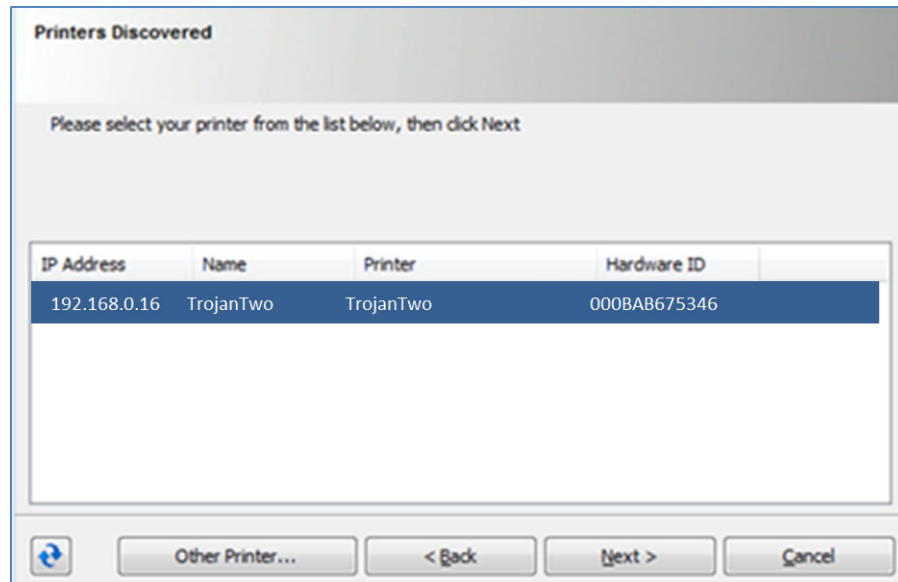 Printers Discovered
Please select your printer from the list below, then click Next
IP Address Name Printer Hardware ID
192.168.0.16 TrojanTwo TrojanTwo 000BAB675346
Other Printer... < Back Next > Cancel